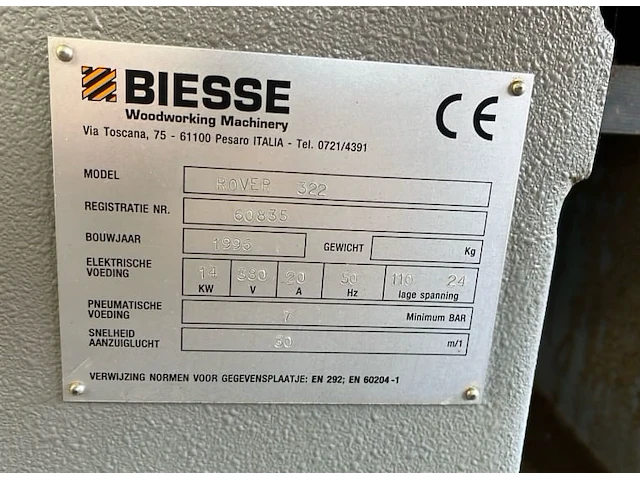 BIESSE
Woodworking Machinery
CE
Via Toscana, 75 - 61100 Pesaro ITALIA - Tel. 0721/4391
MODEL ROVER 322
REGISTRATIE NR. 60835
BOUWJAAR 1996 GEWICHT Kg
ELEKTRISCHE VOEDING 14 KW 380 V 20 A 50 Hz 110 24 lage spanning
PNEUMATISCHE VOEDING 7 Minimum BAR
SNELHEID AANZUIGLUCHT 30 m/1
VERWIJZING NORMEN VOOR GEGEVENSPLAATJE: EN 292; EN 60204-1